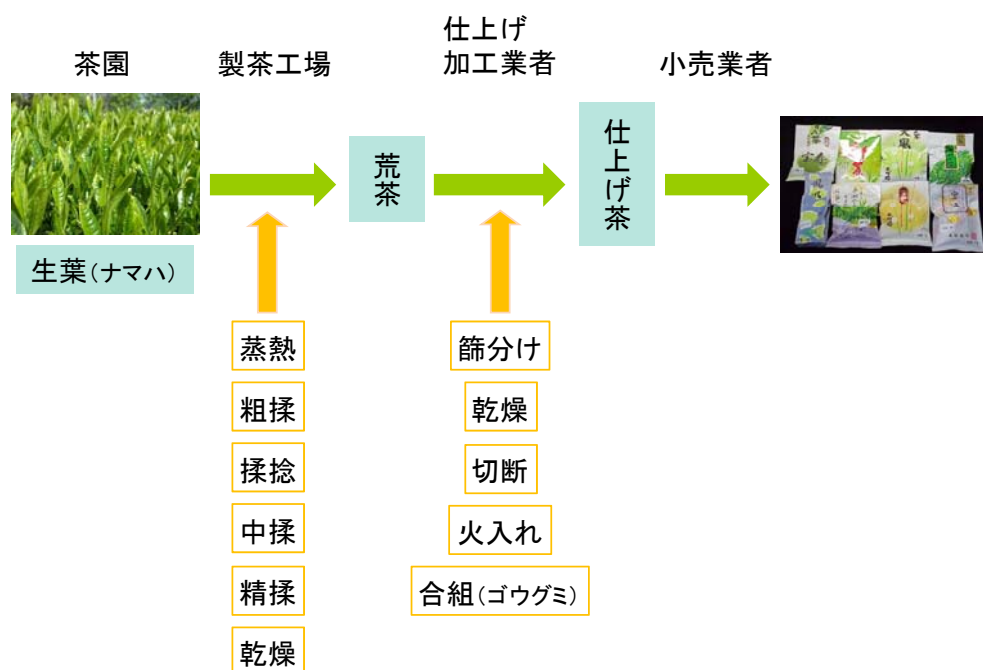 茶園
製茶工場
仕上げ
加工業者
小売業者
生葉（ナマハ）
荒茶
仕上げ茶
蒸熱
粗揉
揉捻
中揉
精揉
乾燥
篩分け
乾燥
切断
火入れ
合組（ゴウグミ）